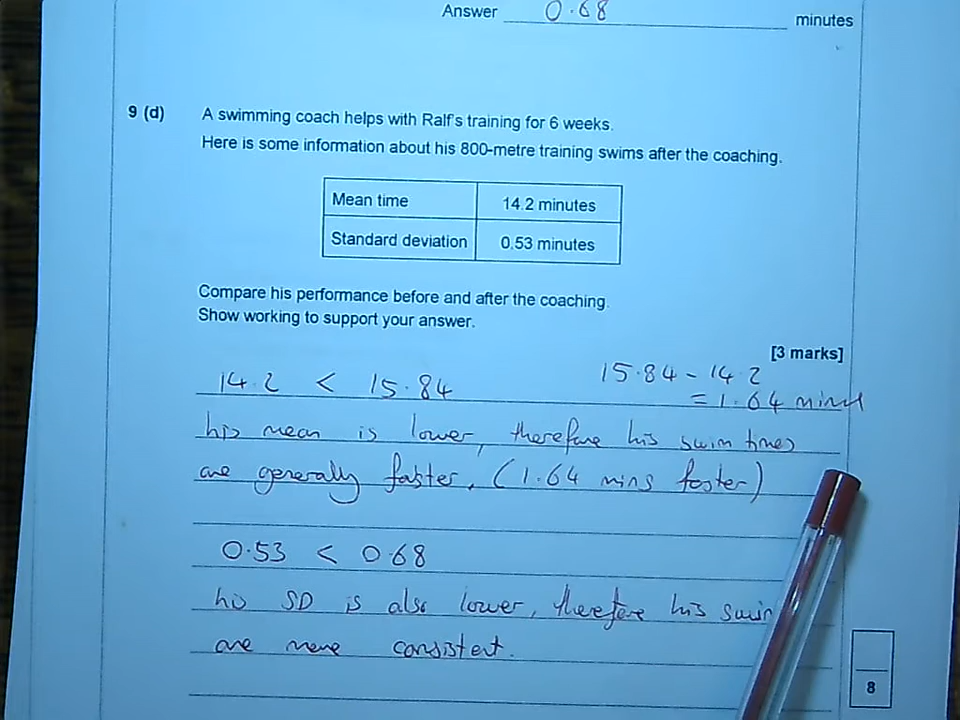 Answer 0.68 minutes
9 (d) A swimming coach helps with Ralf's training for 6 weeks.
Here is some information about his 800-metre training swims after the coaching.
Mean time 14.2 minutes
Standard deviation 0.53 minutes
Compare his performance before and after the coaching.
Show working to support your answer.
[3 marks]
15.84 - 14.2
14.2 < 15.84
= 1.64 mins
his mean is lower, therefore his swim times
are generally faster, (1.64 mins faster)
0.53 < 0.68
his SD is also lower, therefore his swim
are more consistent.
8